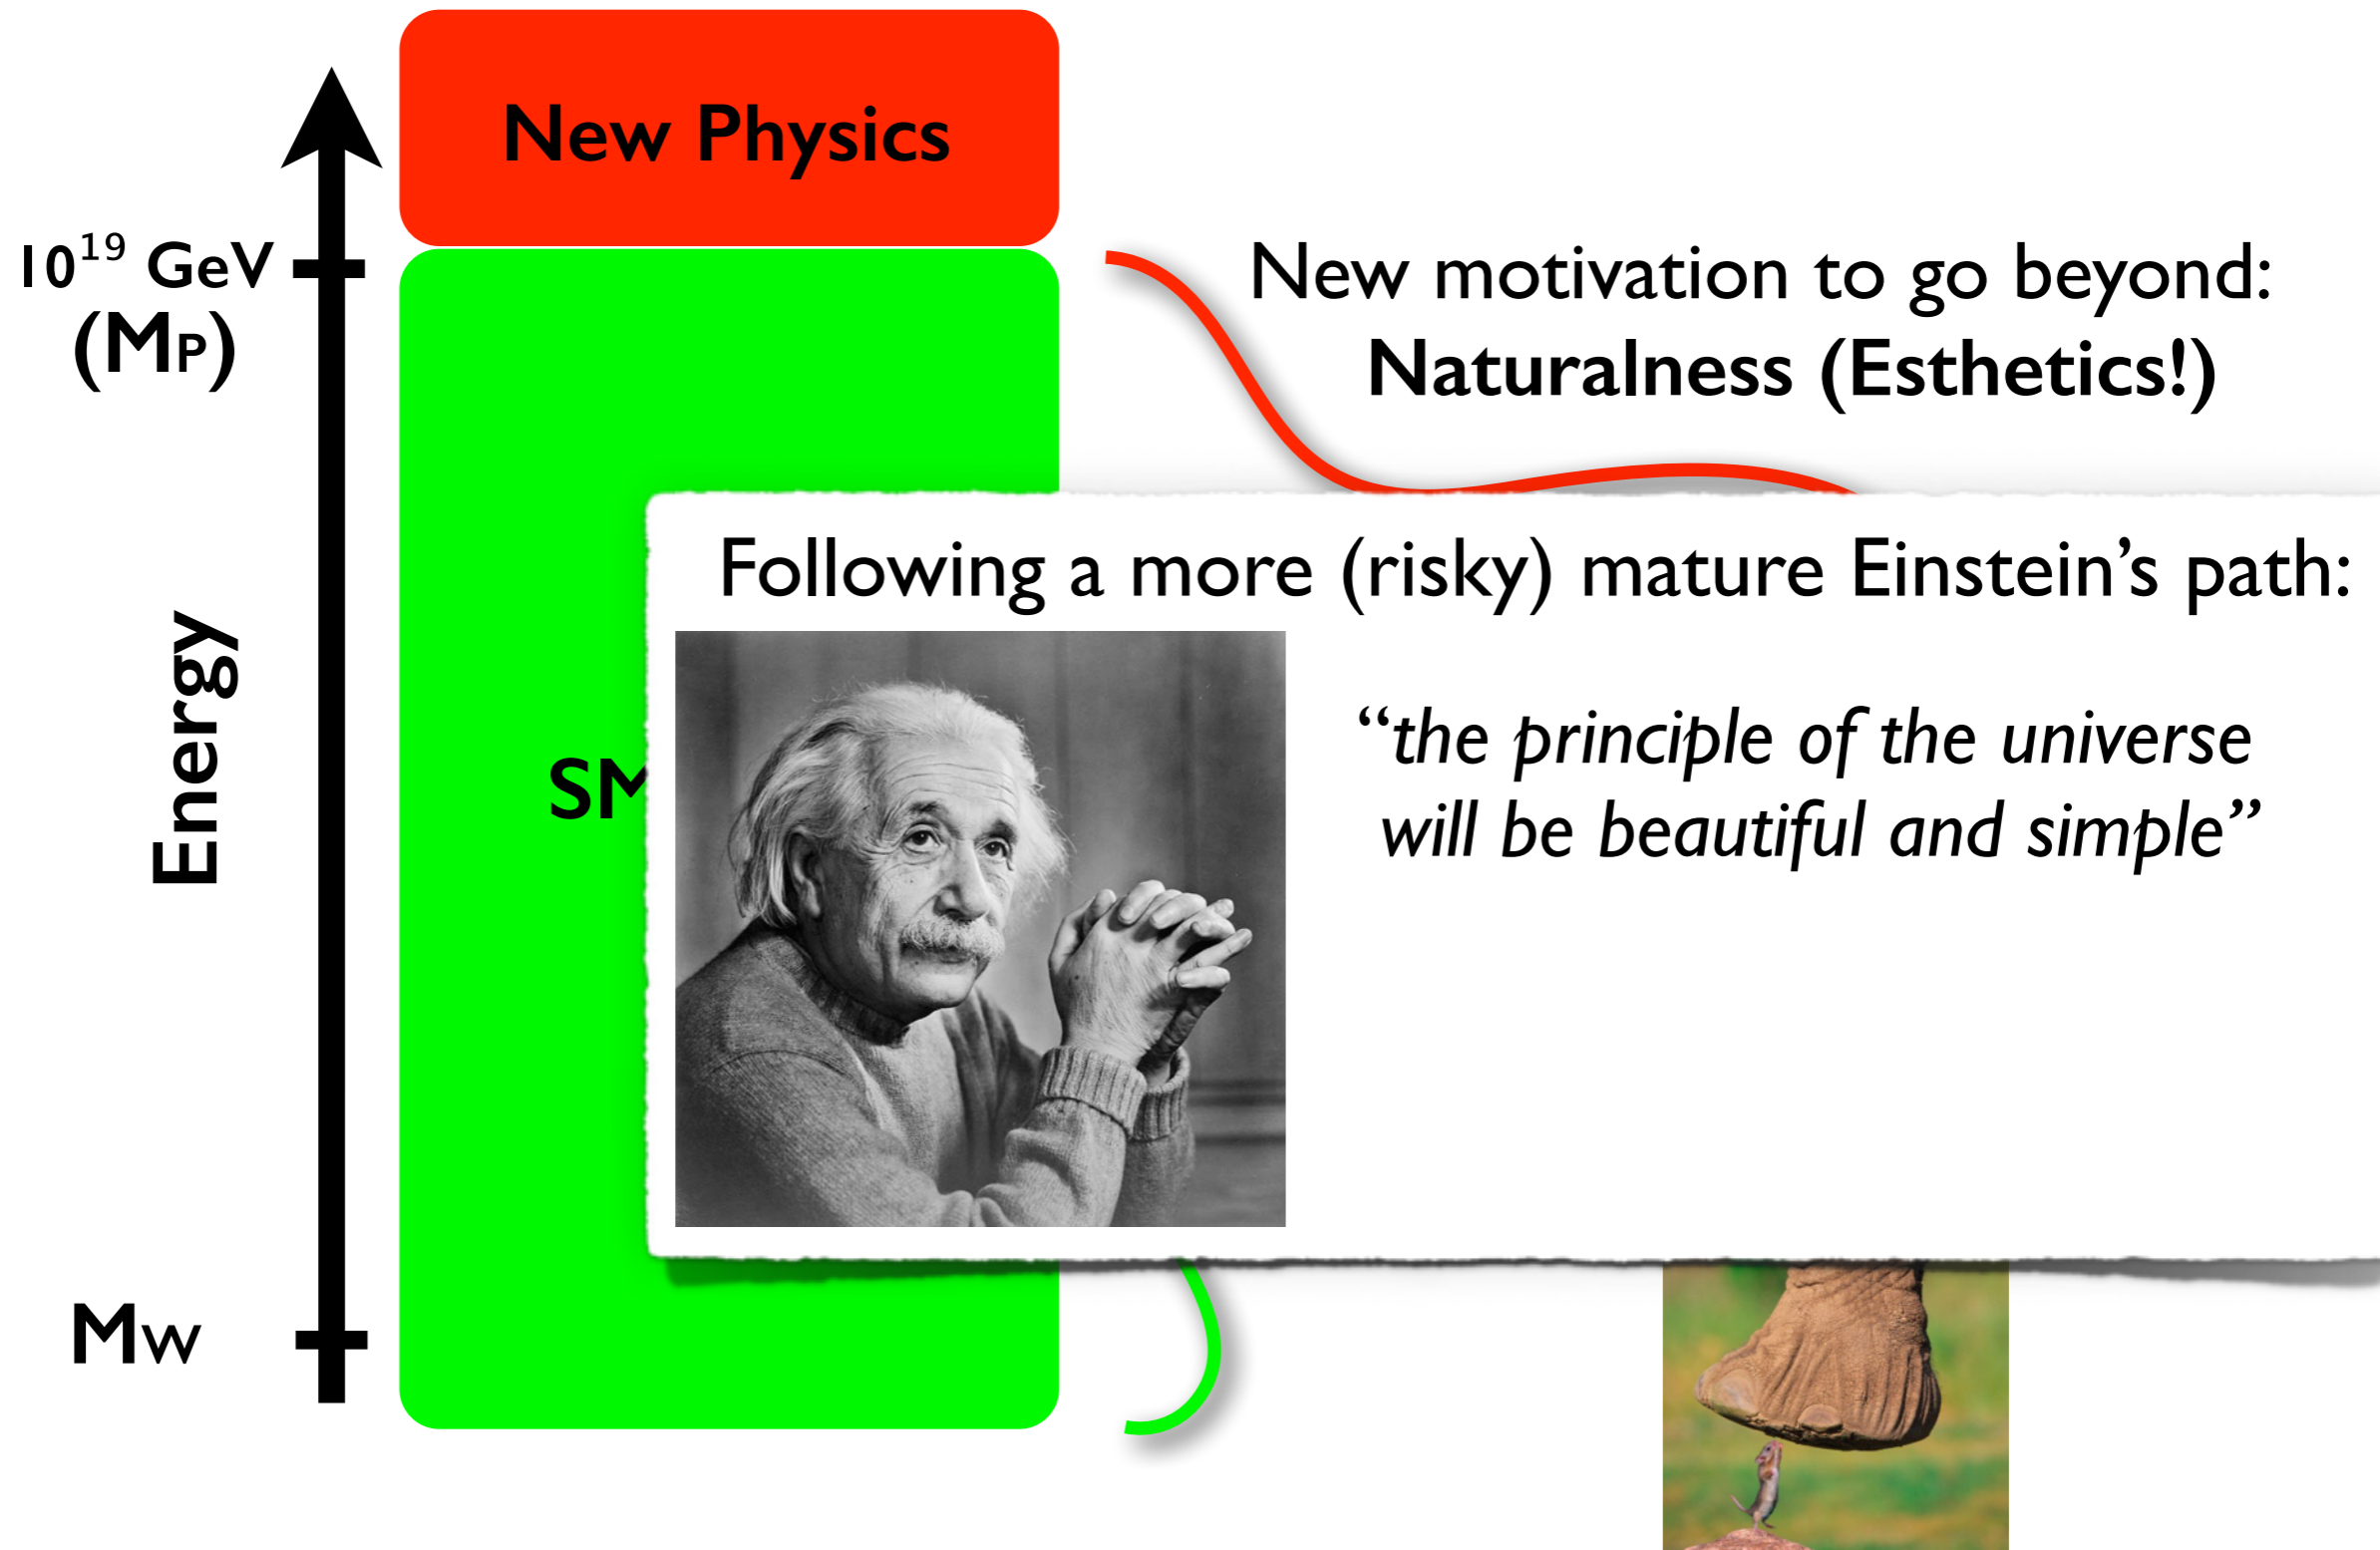 New Physics
10¹⁹ GeV
(MP)
New motivation to go beyond:
Naturalness (Esthetics!)
Following a more (risky) mature Einstein’s path:
“the principle of the universe
will be beautiful and simple”
Energy
MW